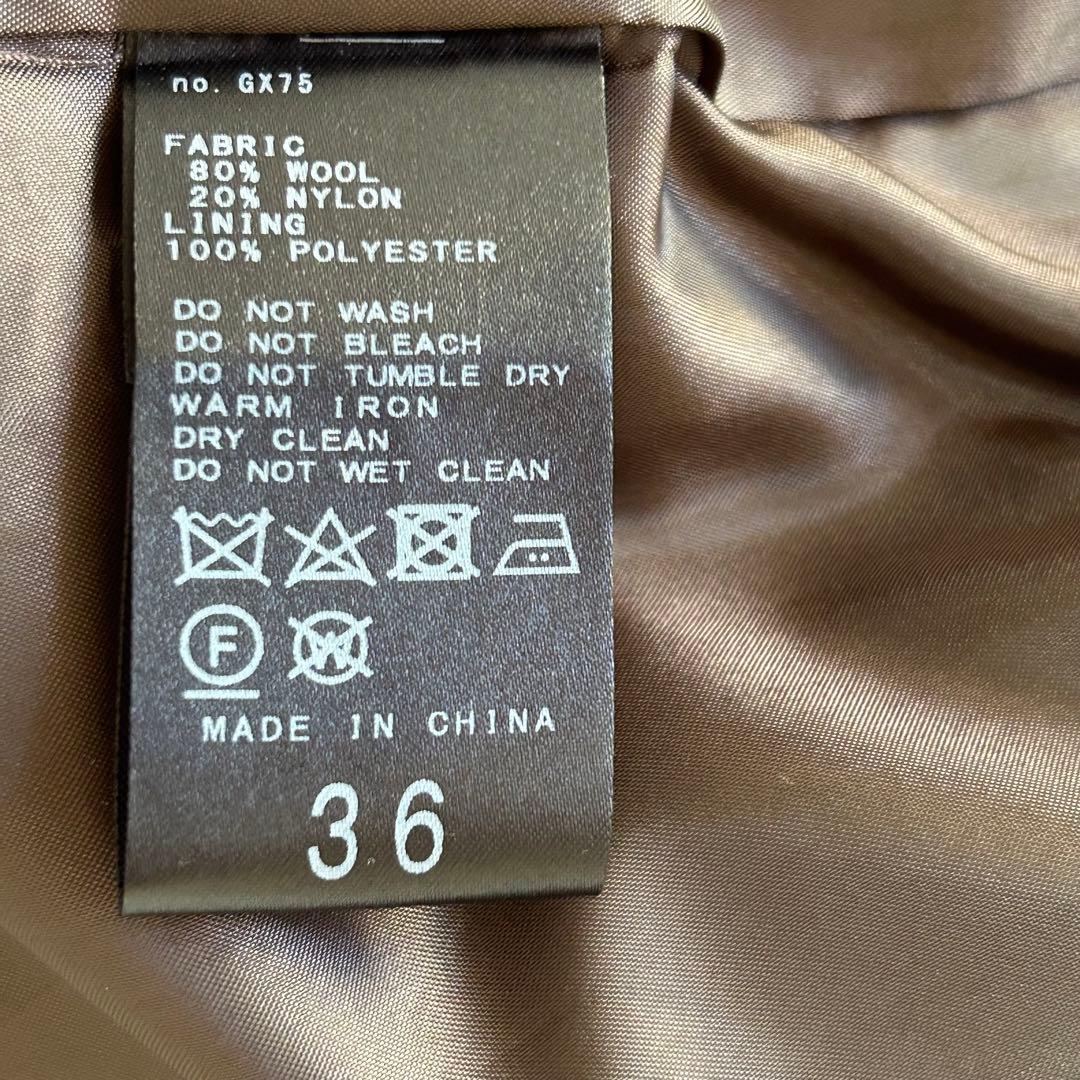 no. GX75
FABRIC
80% WOOL
20% NYLON
LINING
100% POLYESTER
DO NOT WASH
DO NOT BLEACH
DO NOT TUMBLE DRY
WARM IRON
DRY CLEAN
DO NOT WET CLEAN
F W
MADE IN CHINA
36